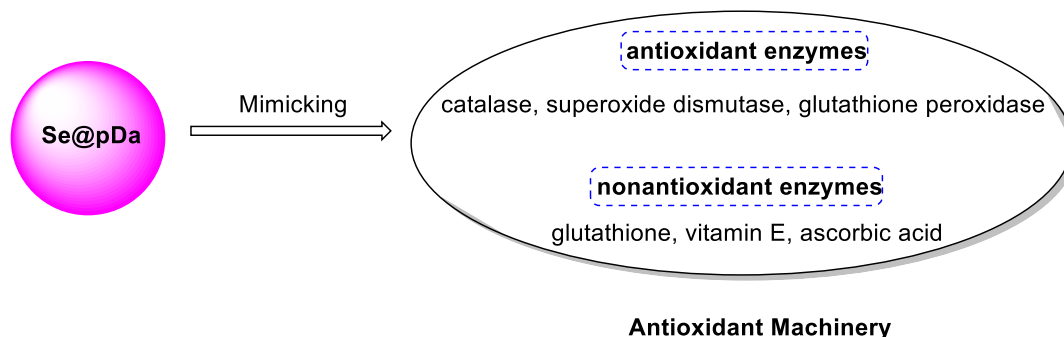 antioxidant enzymes
Mimicking
catalase, superoxide dismutase, glutathione peroxidase
Se@pDa
nonantioxidant enzymes
glutathione, vitamin E, ascorbic acid
Antioxidant Machinery